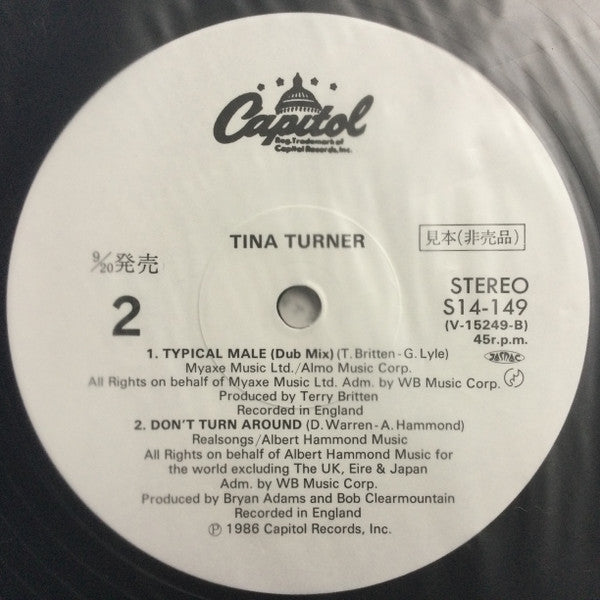 Capitol
Reg. Trademark of
Capitol Records, Inc.
TINA TURNER
見本(非売品)
9/20発売
2
STEREO
S14-149
(V-15249-B)
45r.p.m.
1. TYPICAL MALE (Dub Mix) (T. Britten-G. Lyle)
Myaxe Music Ltd./Almo Music Corp.
All Rights on behalf of Myaxe Music Ltd. Adm. by WB Music Corp.
Produced by Terry Britten
Recorded in England
JASRAC
2. DON'T TURN AROUND (D. Warren-A. Hammond)
Realsongs/Albert Hammond Music
All Rights on behalf of Albert Hammond Music for
the world excluding The UK, Eire & Japan
Adm. by WB Music Corp.
Produced by Bryan Adams and Bob Clearmountain
Recorded in England
Ⓟ 1986 Capitol Records, Inc.